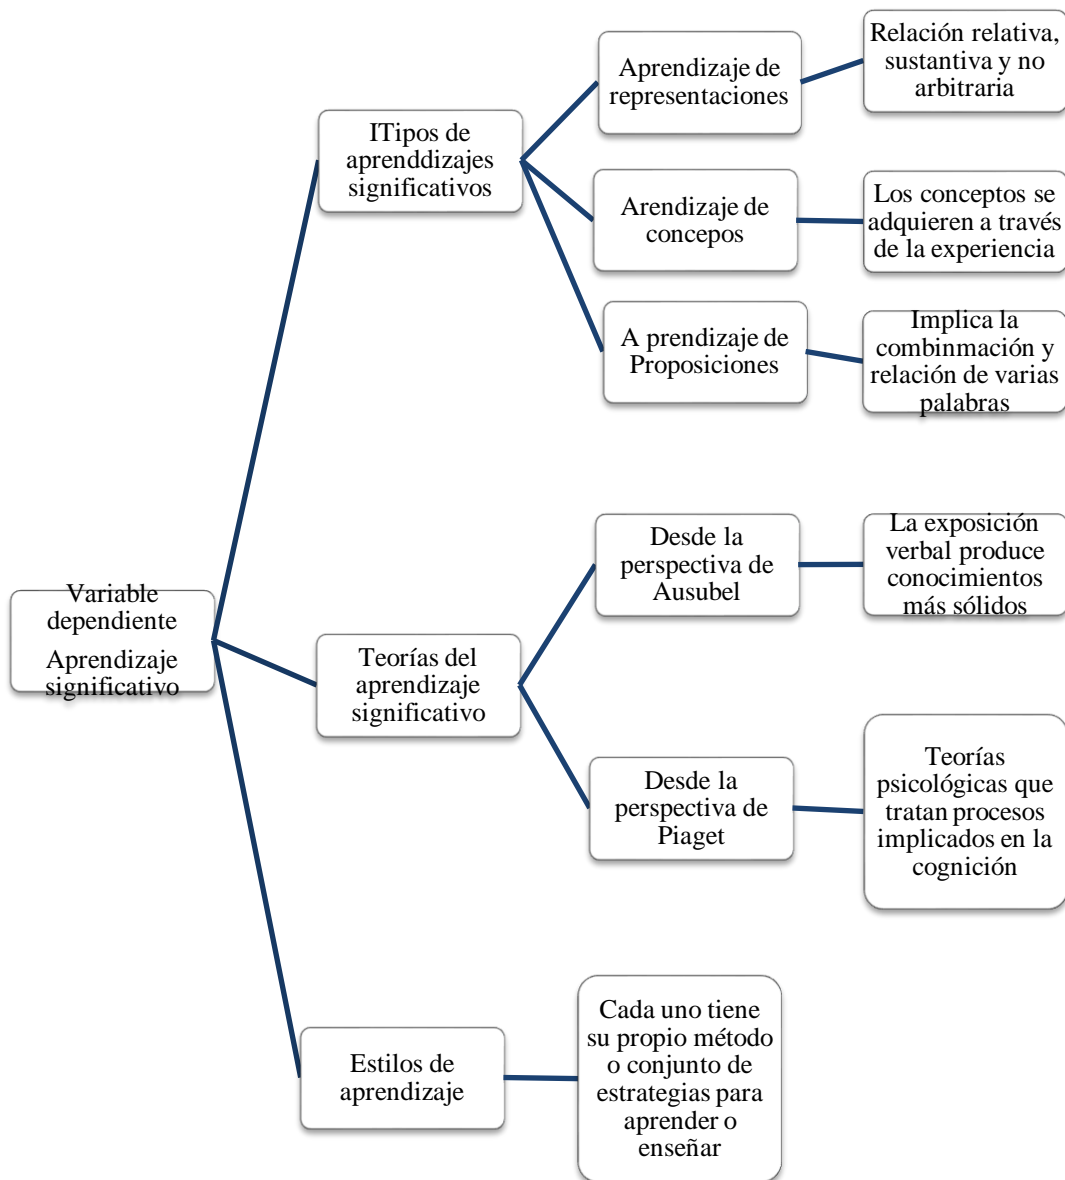 Variable
dependiente
Aprendizaje
significativo
ITipos de
aprenddizajes
significativos
Aprendizaje de
representaciones
Relación relativa,
sustantiva y no
arbitraria
Arendizaje de
concepos
Los conceptos se
adquieren a través
de la experiencia
A prendizaje de
Proposiciones
Implica la
combinmación y
relación de varias
palabras
Teorías del
aprendizaje
significativo
Desde la
perspectiva de
Ausubel
La exposición
verbal produce
conocimientos
más sólidos
Desde la
perspectiva de
Piaget
Teorías
psicológicas que
tratan procesos
implicados en la
cognición
Estilos de
aprendizaje
Cada uno tiene
su propio método
o conjunto de
estrategias para
aprender o
enseñar